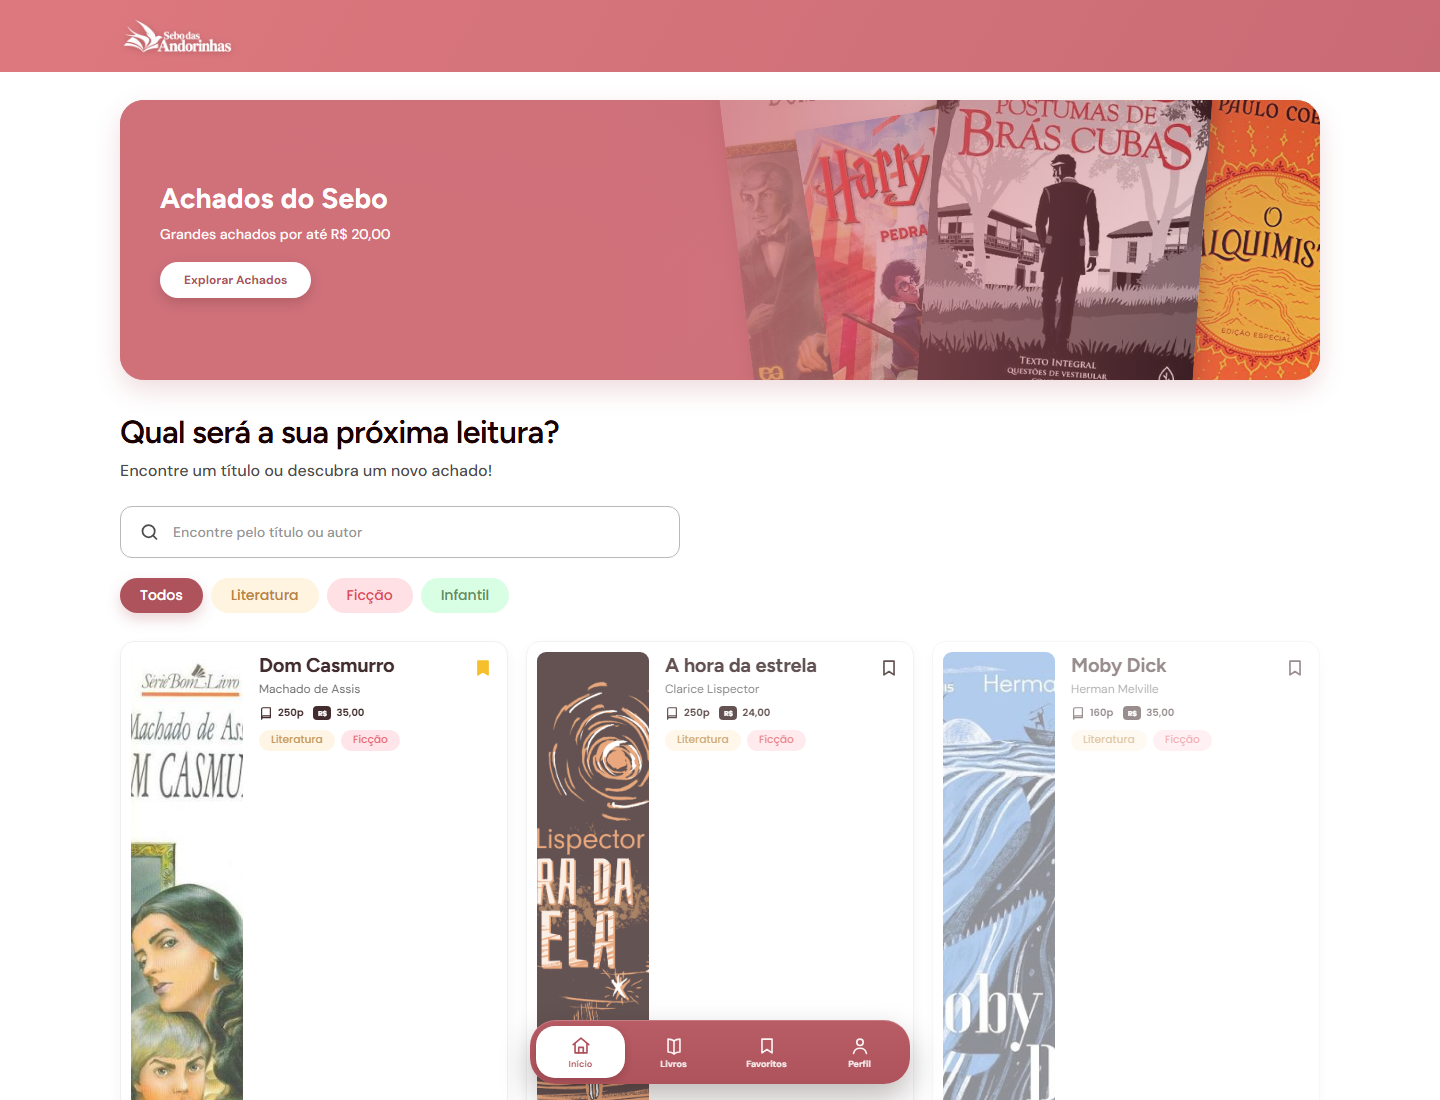 Sebo das
Andorinhas
Achados do Sebo
Grandes achados por até R$ 20,00
Explorar Achados
Harry
PEDRA
POSTUMAS DE
BRÁS CUBAS
TEXTO INTEGRAL
QUESTÕES DE VESTIBULAR
PAULO COE
O
LQUIMIS
EDIÇÃO ESPECIAL
Qual será a sua próxima leitura?
Encontre um título ou descubra um novo achado!
Encontre pelo título ou autor
Todos
Literatura
Ficção
Infantil
Série Bom Livro
Machado de Ass
M CASMU
Dom Casmurro
Machado de Assis
250p
R$ 35,00
Literatura
Ficção
Lispector
RA DA
ELA
A hora da estrela
Clarice Lispector
250p
R$ 24,00
Literatura
Ficção
is
Herma
oby
D
Moby Dick
Herman Melville
160p
R$ 35,00
Literatura
Ficção
Início
Livros
Favoritos
Perfil